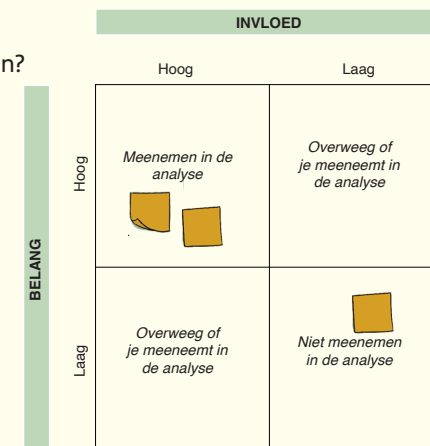 INVLOED
n?
Hoog
Laag
BELANG
Hoog
Meenemen in de
analyse
Overweeg of
je meeneemt in
de analyse
Laag
Overweeg of
je meeneemt in
de analyse
Niet meenemen
in de analyse